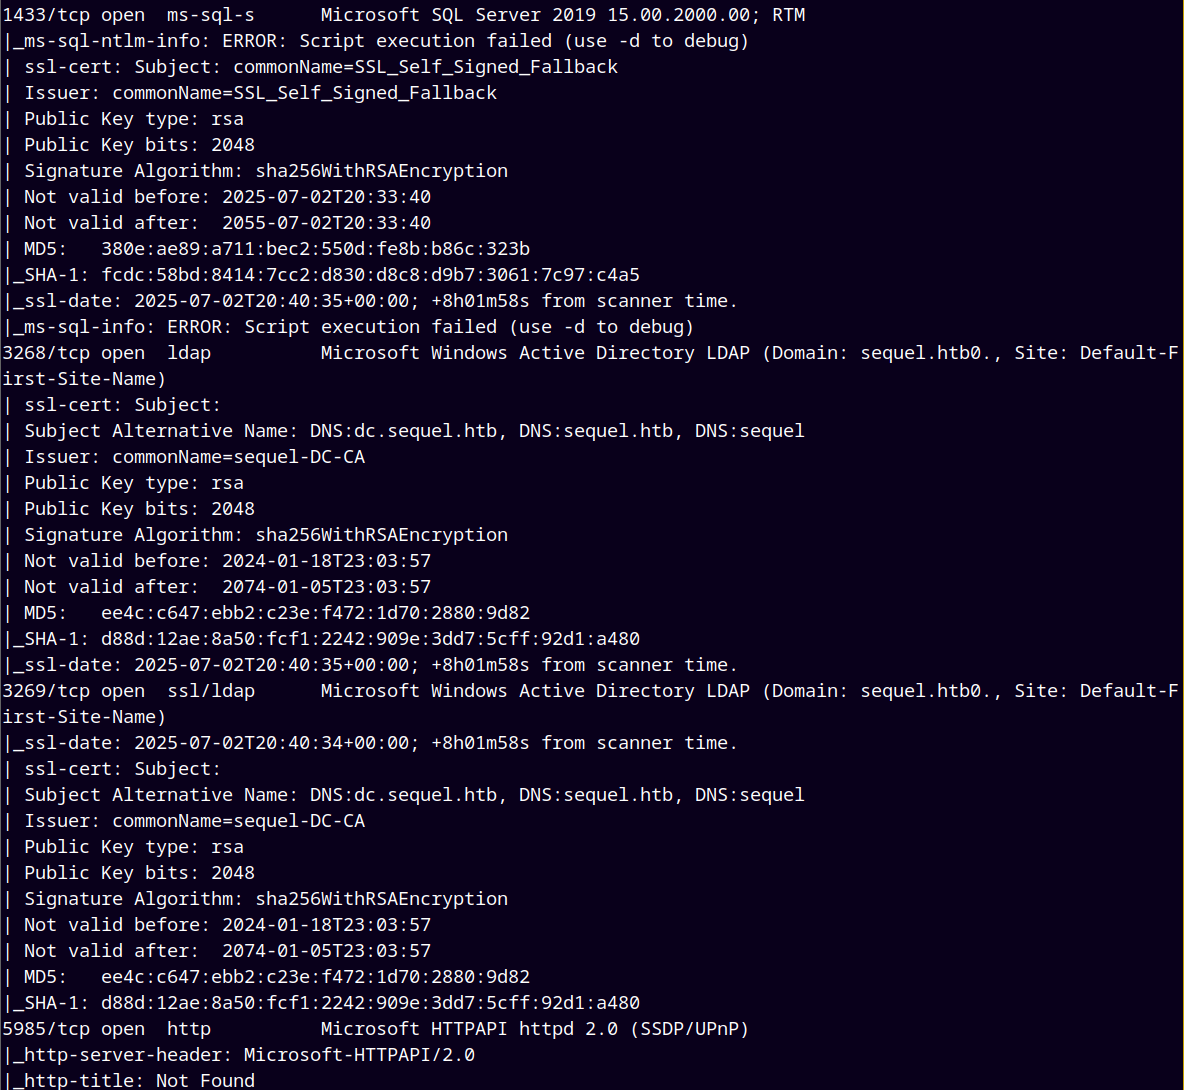 1433/tcp open  ms-sql-s      Microsoft SQL Server 2019 15.00.2000.00; RTM
|_ms-sql-ntlm-info: ERROR: Script execution failed (use -d to debug)
| ssl-cert: Subject: commonName=SSL_Self_Signed_Fallback
| Issuer: commonName=SSL_Self_Signed_Fallback
| Public Key type: rsa
| Public Key bits: 2048
| Signature Algorithm: sha256WithRSAEncryption
| Not valid before: 2025-07-02T20:33:40
| Not valid after:  2055-07-02T20:33:40
| MD5:   380e:ae89:a711:bec2:550d:fe8b:b86c:323b
|_SHA-1: fcdc:58bd:8414:7cc2:d830:d8c8:d9b7:3061:7c97:c4a5
|_ssl-date: 2025-07-02T20:40:35+00:00; +8h01m58s from scanner time.
|_ms-sql-info: ERROR: Script execution failed (use -d to debug)
3268/tcp open  ldap          Microsoft Windows Active Directory LDAP (Domain: sequel.htb0., Site: Default-F
irst-Site-Name)
| ssl-cert: Subject:
| Subject Alternative Name: DNS:dc.sequel.htb, DNS:sequel.htb, DNS:sequel
| Issuer: commonName=sequel-DC-CA
| Public Key type: rsa
| Public Key bits: 2048
| Signature Algorithm: sha256WithRSAEncryption
| Not valid before: 2024-01-18T23:03:57
| Not valid after:  2074-01-05T23:03:57
| MD5:   ee4c:c647:ebb2:c23e:f472:1d70:2880:9d82
|_SHA-1: d88d:12ae:8a50:fcf1:2242:909e:3dd7:5cff:92d1:a480
|_ssl-date: 2025-07-02T20:40:35+00:00; +8h01m58s from scanner time.
3269/tcp open  ssl/ldap      Microsoft Windows Active Directory LDAP (Domain: sequel.htb0., Site: Default-F
irst-Site-Name)
|_ssl-date: 2025-07-02T20:40:34+00:00; +8h01m58s from scanner time.
| ssl-cert: Subject:
| Subject Alternative Name: DNS:dc.sequel.htb, DNS:sequel.htb, DNS:sequel
| Issuer: commonName=sequel-DC-CA
| Public Key type: rsa
| Public Key bits: 2048
| Signature Algorithm: sha256WithRSAEncryption
| Not valid before: 2024-01-18T23:03:57
| Not valid after:  2074-01-05T23:03:57
| MD5:   ee4c:c647:ebb2:c23e:f472:1d70:2880:9d82
|_SHA-1: d88d:12ae:8a50:fcf1:2242:909e:3dd7:5cff:92d1:a480
5985/tcp open  http          Microsoft HTTPAPI httpd 2.0 (SSDP/UPnP)
|_http-server-header: Microsoft-HTTPAPI/2.0
|_http-title: Not Found